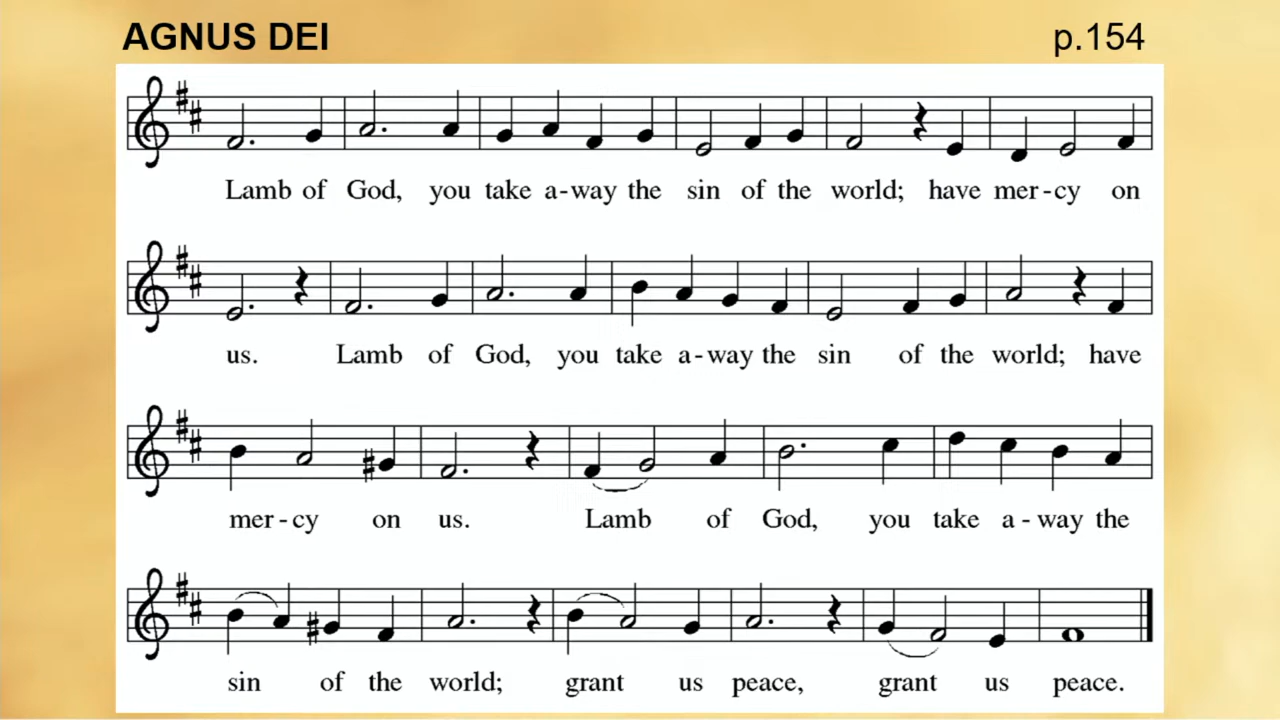 AGNUS DEI p.154
Lamb of God, you take a-way the sin of the world; have mer-cy on
us. Lamb of God, you take a-way the sin of the world; have
mer-cy on us. Lamb of God, you take a-way the
sin of the world; grant us peace, grant us peace.